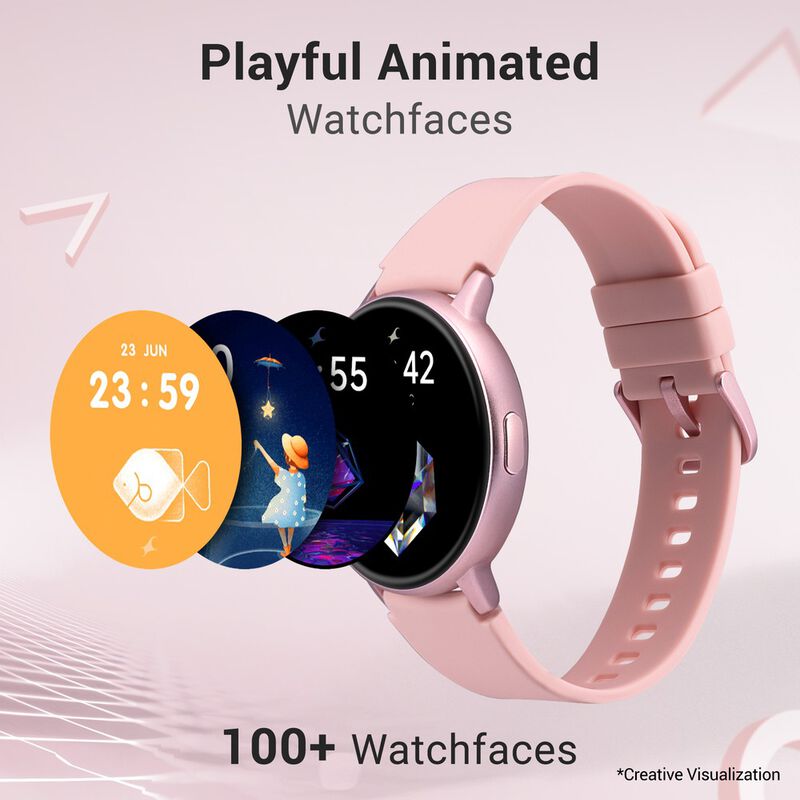 Playful Animated
Watchfaces
23 JUN
23 : 59
:55
42
100+ Watchfaces
*Creative Visualization